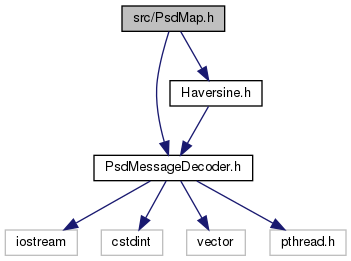 src/PsdMap.h
Haversine.h
PsdMessageDecoder.h
iostream
cstdint
vector
pthread.h